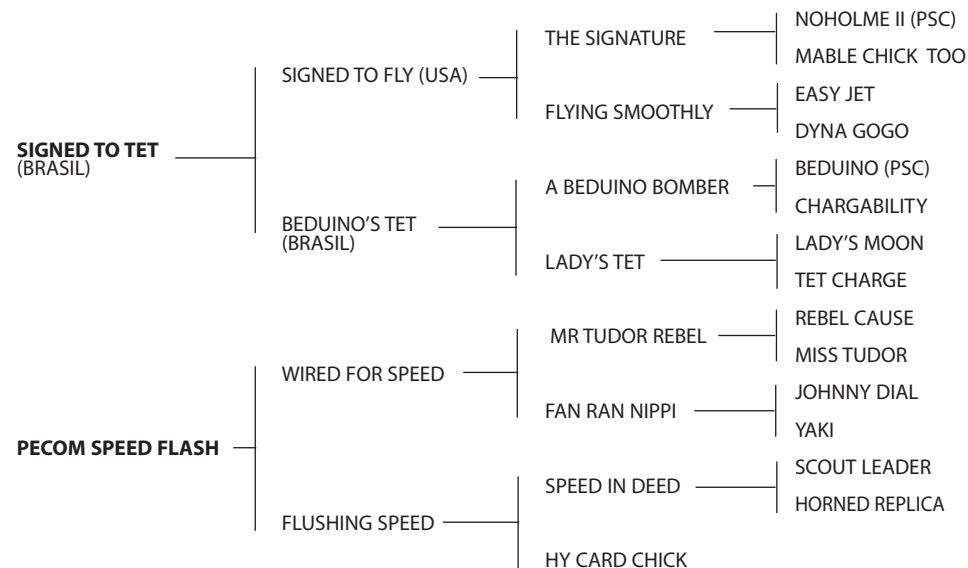 NOHOLME II (PSC)
THE SIGNATURE
MABLE CHICK TOO
SIGNED TO FLY (USA)
EASY JET
FLYING SMOOTHLY
DYNA GOGO
SIGNED TO TET
(BRASIL)
BEDUINO (PSC)
A BEDUINO BOMBER
CHARGABILITY
BEDUINO’S TET
(BRASIL)
LADY’S MOON
LADY’S TET
TET CHARGE
REBEL CAUSE
MR TUDOR REBEL
MISS TUDOR
WIRED FOR SPEED
JOHNNY DIAL
FAN RAN NIPPI
YAKI
PECOM SPEED FLASH
SCOUT LEADER
SPEED IN DEED
HORNED REPLICA
FLUSHING SPEED
HY CARD CHICK